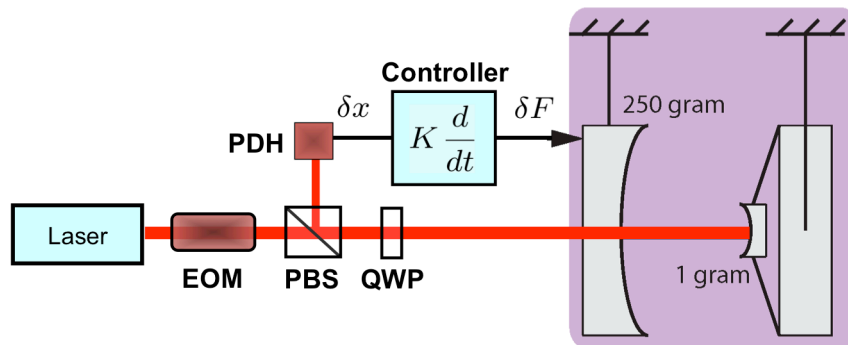 Controller
δx
K d/dt
δF
250 gram
PDH
Laser
EOM
PBS
QWP
1 gram